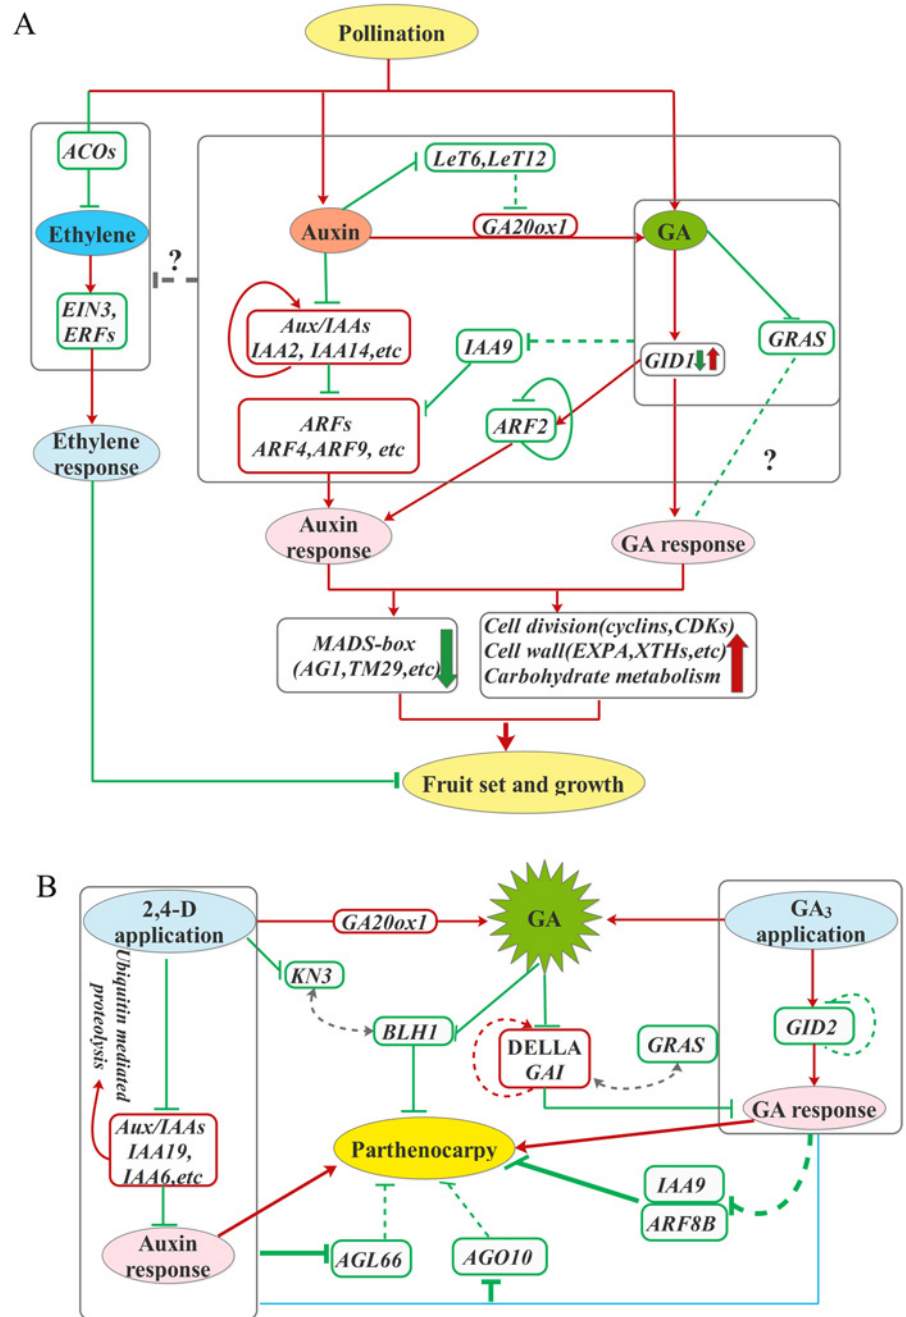 A
Pollination
ACOs
LeT6,LeT12
GA20ox1
Ethylene
Auxin
GA
?
EIN3,
ERFs
Aux/IAAs
IAA2, IAA14,etc
IAA9
GID1
GRAS
ARFs
ARF4,ARF9, etc
ARF2
Ethylene
response
?
Auxin
response
GA response
MADS-box
(AG1,TM29,etc)
Cell division(cyclins,CDKs)
Cell wall(EXPA,XTHs,etc)
Carbohydrate metabolism
Fruit set and growth
B
2,4-D
application
GA20ox1
GA
GA3
application
Ubiquitin mediated
proteolysis
KN3
BLH1
DELLA
GAI
GRAS
GID2
Aux/IAAs
IAA19,
IAA6,etc
Parthenocarpy
GA response
IAA9
ARF8B
Auxin
response
AGL66
AGO10